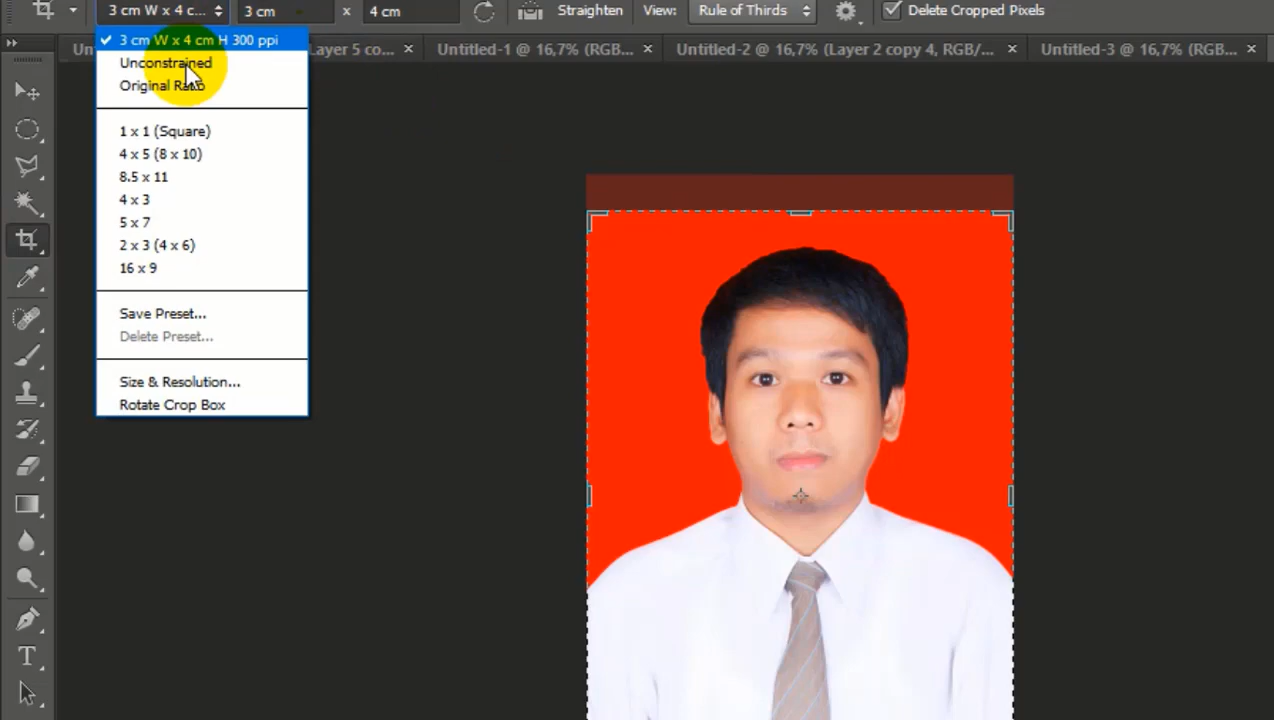 3 cm W x 4 c... 3 cm x 4 cm Straighten View: Rule of Thirds Delete Cropped Pixels
3 cm W x 4 cm H 300 ppi
Layer 5 co... × Untitled-1 @ 16,7% (RGB... × Untitled-2 @ 16,7% (Layer 2 copy 4, RGB/... × Untitled-3 @ 16,7% (RGB... ×
Unconstrained
Original Ratio
1 x 1 (Square)
4 x 5 (8 x 10)
8.5 x 11
4 x 3
5 x 7
2 x 3 (4 x 6)
16 x 9
Save Preset...
Delete Preset...
Size & Resolution...
Rotate Crop Box
T